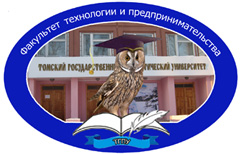 Факультет технологии и предпринимательства
ТОМСКИЙ ГОСУДАРСТВЕННЫЙ ПЕДАГОГИЧЕСКИЙ УНИВЕРСИТЕТ
ТГПУ